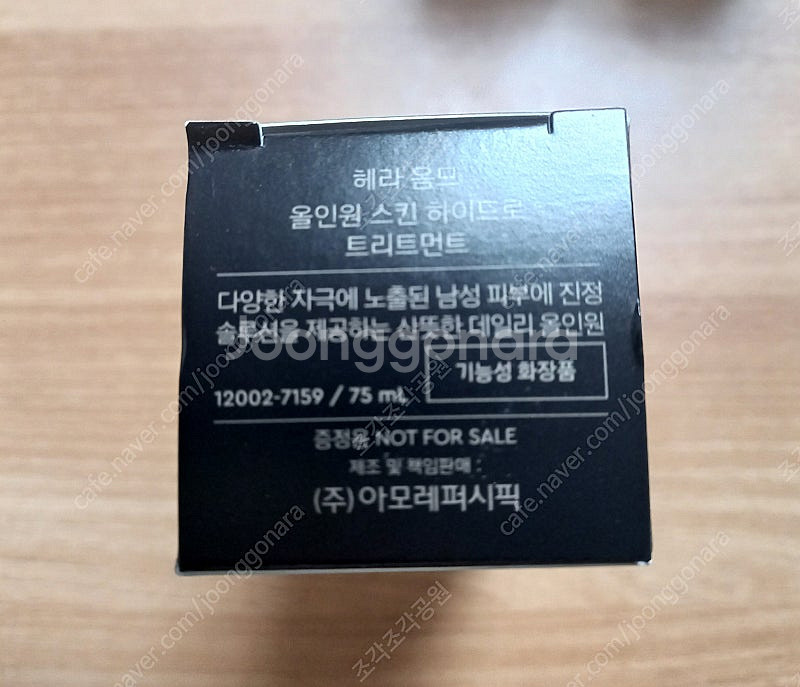 헤라 옴므
올인원 스킨 하이드로
트리트먼트
다양한 자극에 노출된 남성 피부에 진정
솔루션을 제공하는 산뜻한 데일리 올인원
joonggonara
기능성 화장품
12002-7159 / 75 mL
증정용 NOT FOR SALE
제조 및 책임판매 :
(주)아모레퍼시픽
cafe.naver.com/joonggonara
조각조각공원